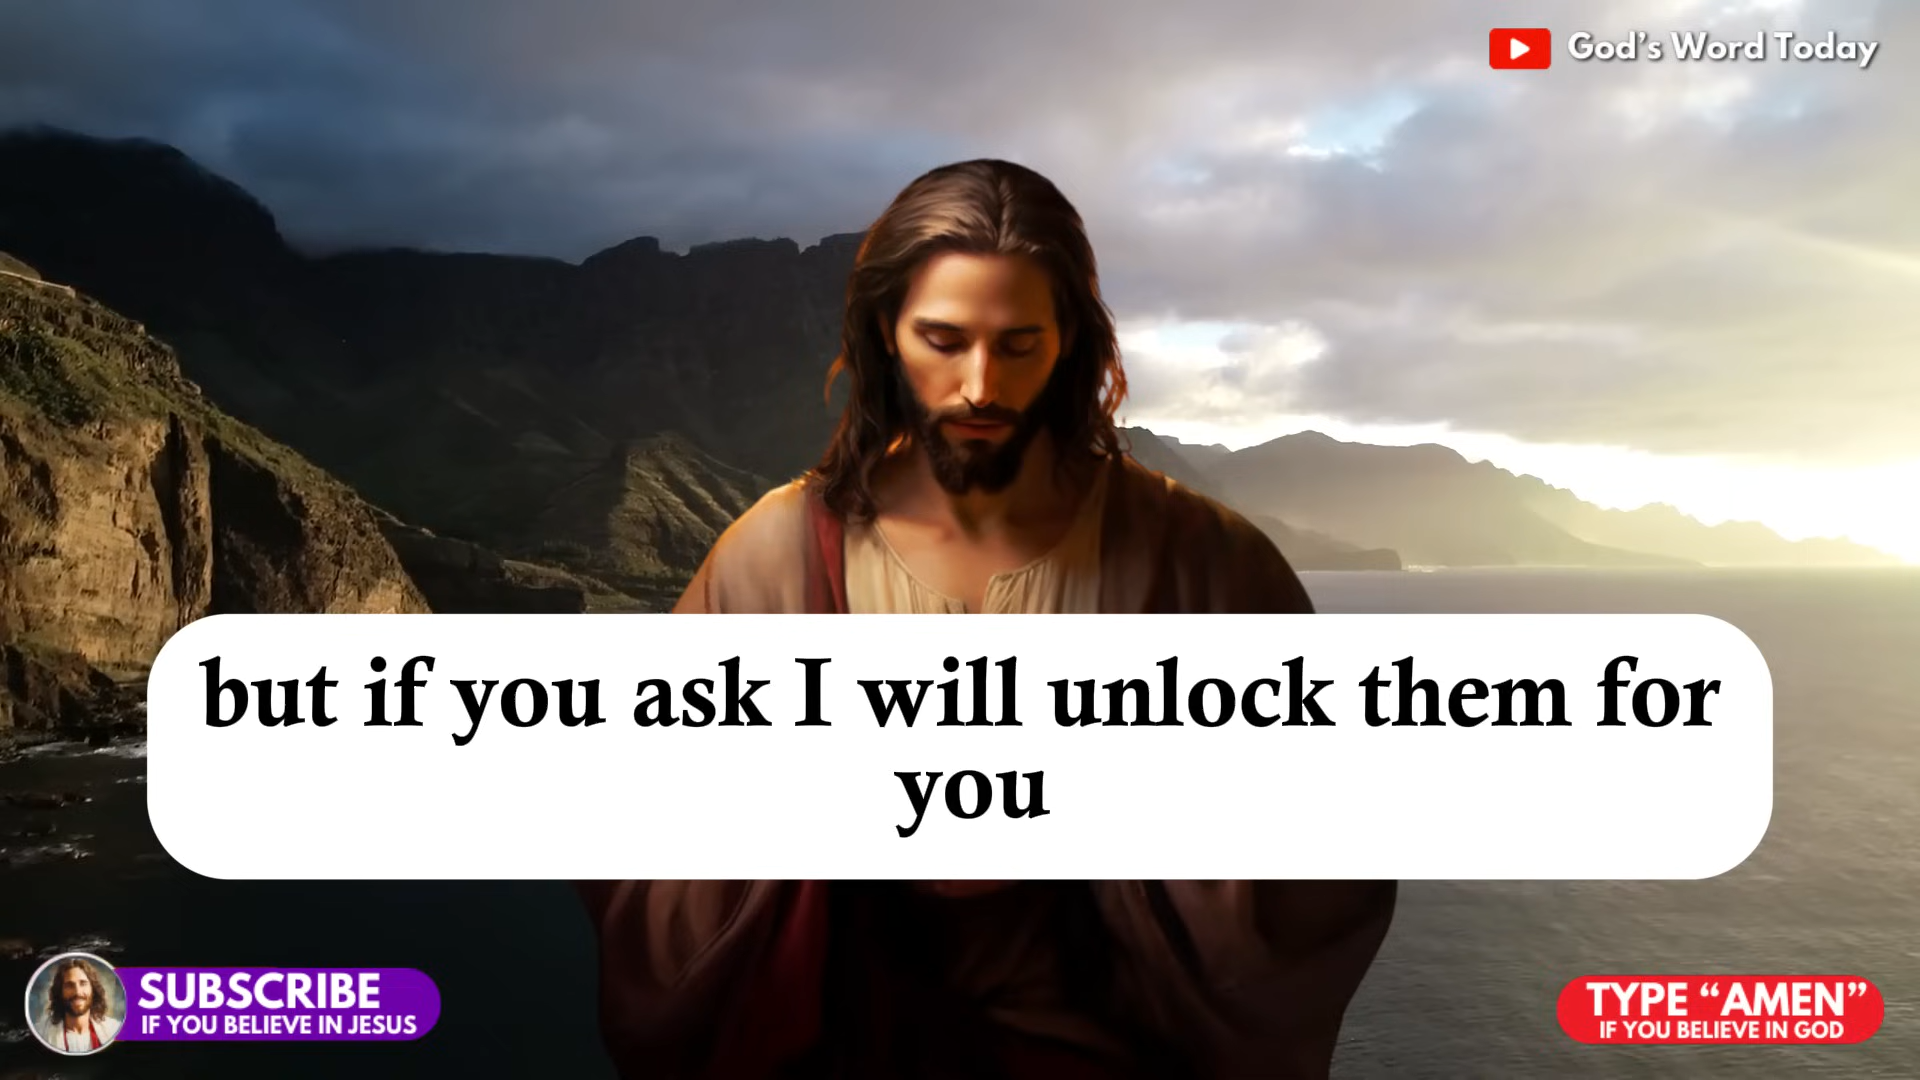 God's Word Today
but if you ask I will unlock them for
you
SUBSCRIBE
IF YOU BELIEVE IN JESUS
TYPE “AMEN”
IF YOU BELIEVE IN GOD